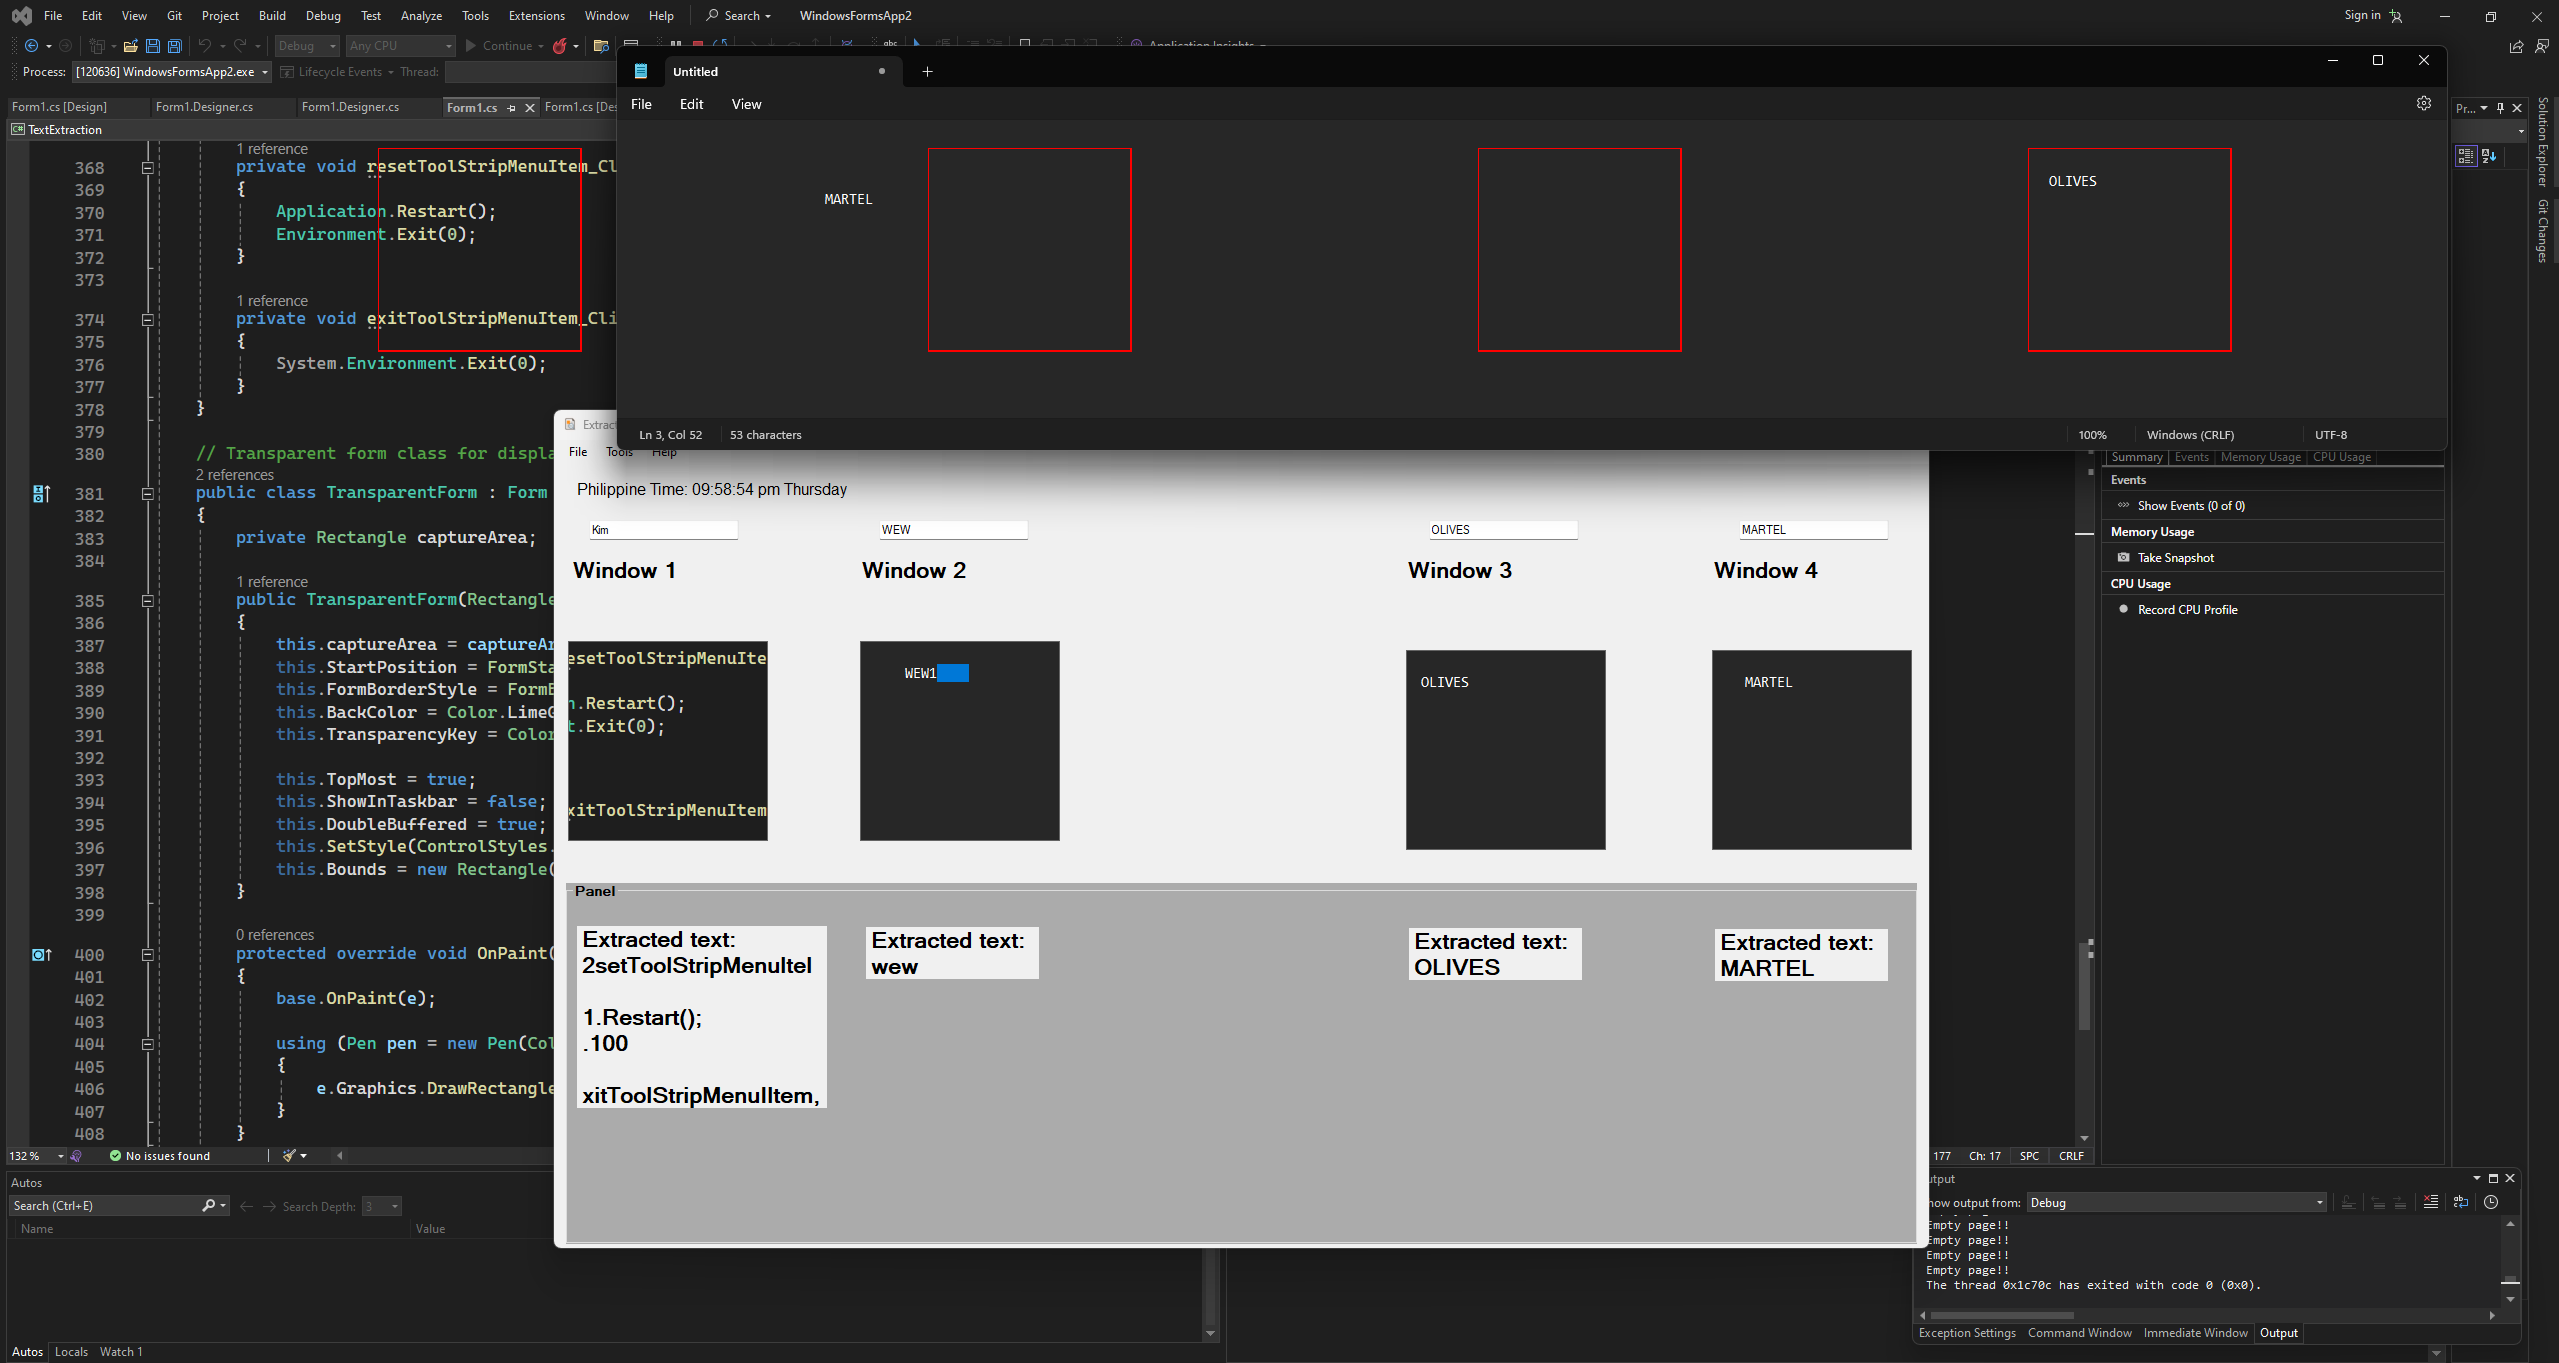 File Edit View Git Project Build Debug Test Analyze Tools Extensions Window Help Search WindowsFormsApp2 Sign in
Debug Any CPU Continue Application Insights
Process: [120636] WindowsFormsApp2.exe Lifecycle Events Thread:
Form1.cs [Design] Form1.Designer.cs Form1.Designer.cs Form1.cs Form1.cs [De
TextExtraction
Untitled
File Edit View
MARTEL
OLIVES
Ln 3, Col 52 53 characters 100% Windows (CRLF) UTF-8
Pr...
Solution Explorer
Git Changes
1 reference
368 private void resetToolStripMenuItem_Cl
369 {
370 Application.Restart();
371 Environment.Exit(0);
372 }
373
1 reference
374 private void exitToolStripMenuItem_Cli
375 {
376 System.Environment.Exit(0);
377 }
378 }
379
380 // Transparent form class for displa
2 references
381 public class TransparentForm : Form
382 {
383 private Rectangle captureArea;
384
1 reference
385 public TransparentForm(Rectangle
386 {
387 this.captureArea = captureAr
388 this.StartPosition = FormSta
389 this.FormBorderStyle = FormB
390 this.BackColor = Color.LimeG
391 this.TransparencyKey = Color
392
393 this.TopMost = true;
394 this.ShowInTaskbar = false;
395 this.DoubleBuffered = true;
396 this.SetStyle(ControlStyles.
397 this.Bounds = new Rectangle(
398 }
399
0 references
400 protected override void OnPaint(
401 {
402 base.OnPaint(e);
403
404 using (Pen pen = new Pen(Col
405 {
406 e.Graphics.DrawRectangle
407 }
408 }
132 % No issues found
177 Ch: 17 SPC CRLF
Extrac
File Tools Help
Philippine Time: 09:58:54 pm Thursday
Kim WEW OLIVES MARTEL
Window 1 Window 2 Window 3 Window 4
esetToolStripMenuIte
n.Restart();
t.Exit(0);
xitToolStripMenuItem
WEW1
OLIVES
MARTEL
Panel
Extracted text:
2setToolStripMenuItel
1.Restart();
.100
xitToolStripMenulItem,
Extracted text:
wew
Extracted text:
OLIVES
Extracted text:
MARTEL
Summary Events Memory Usage CPU Usage
Events
Show Events (0 of 0)
Memory Usage
Take Snapshot
CPU Usage
Record CPU Profile
Autos
Search (Ctrl+E) Search Depth: 3
Name Value
Autos Locals Watch 1
utput
how output from: Debug
Empty page!!
Empty page!!
Empty page!!
Empty page!!
The thread 0x1c70c has exited with code 0 (0x0).
Exception Settings Command Window Immediate Window Output